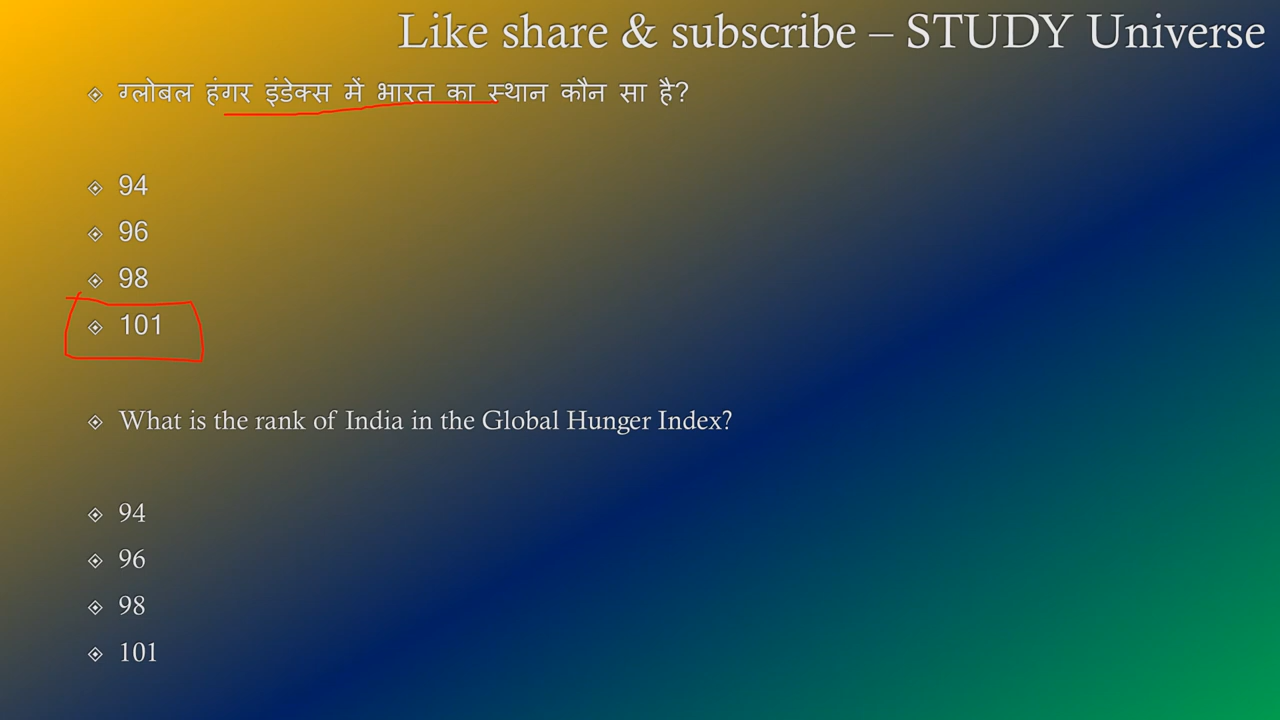 Like share & subscribe – STUDY Universe
ग्लोबल हंगर इंडेक्स में भारत का स्थान कौन सा है?
94
96
98
101
What is the rank of India in the Global Hunger Index?
94
96
98
101